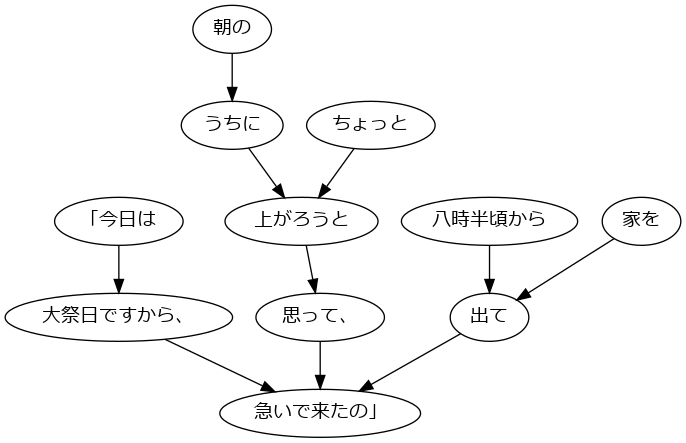 朝の
うちに
ちょっと
「今日は
上がろうと
八時半頃から
家を
大祭日ですから、
思って、
出て
急いで来たの」